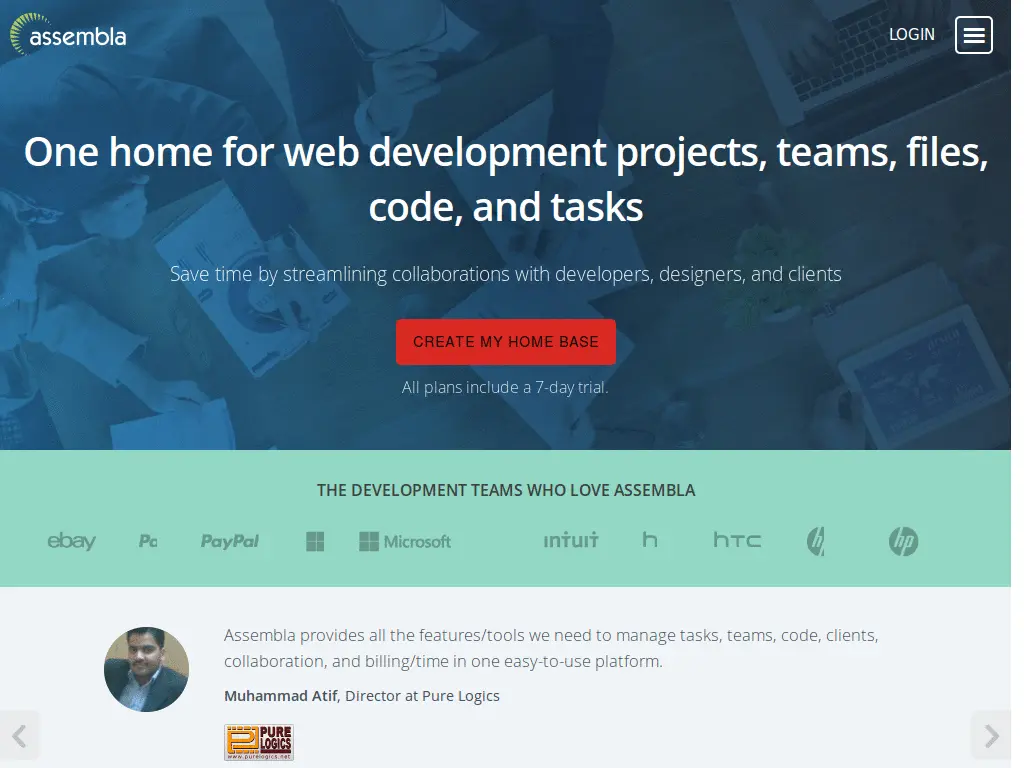 assembla
LOGIN
One home for web development projects, teams, files,
code, and tasks
Save time by streamlining collaborations with developers, designers, and clients
CREATE MY HOME BASE
All plans include a 7-day trial.
THE DEVELOPMENT TEAMS WHO LOVE ASSEMBLA
ebay Pa PayPal Microsoft intuit h hTC h hp
Assembla provides all the features/tools we need to manage tasks, teams, code, clients,
collaboration, and billing/time in one easy-to-use platform.
Muhammad Atif, Director at Pure Logics
PURE
LOGICS
www.purelogics.net